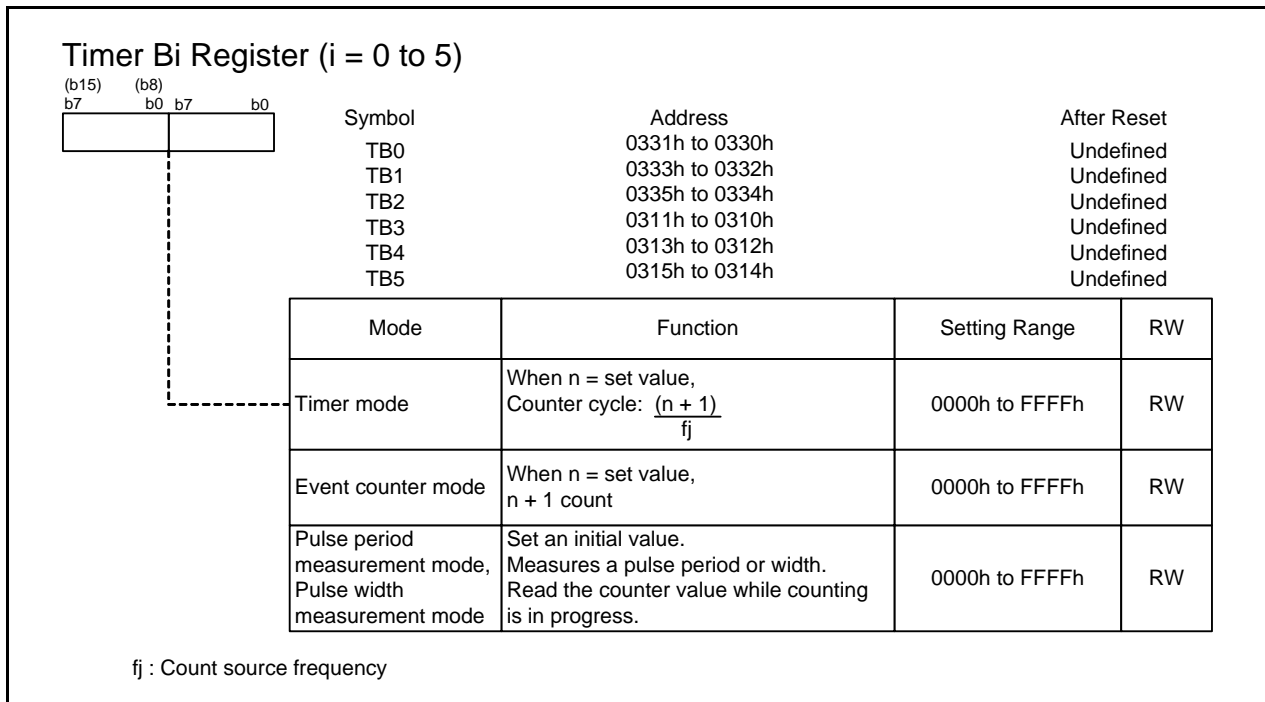 Timer Bi Register (i = 0 to 5)
(b15) (b8)
b7 b0 b7 b0
Symbol Address After Reset
TB0 0331h to 0330h Undefined
TB1 0333h to 0332h Undefined
TB2 0335h to 0334h Undefined
TB3 0311h to 0310h Undefined
TB4 0313h to 0312h Undefined
TB5 0315h to 0314h Undefined
Mode Function Setting Range RW
Timer mode
When n = set value,
Counter cycle: (n + 1)
fj
0000h to FFFFh RW
Event counter mode
When n = set value,
n + 1 count
0000h to FFFFh RW
Pulse period
measurement mode,
Pulse width
measurement mode
Set an initial value.
Measures a pulse period or width.
Read the counter value while counting
is in progress.
0000h to FFFFh RW
fj : Count source frequency